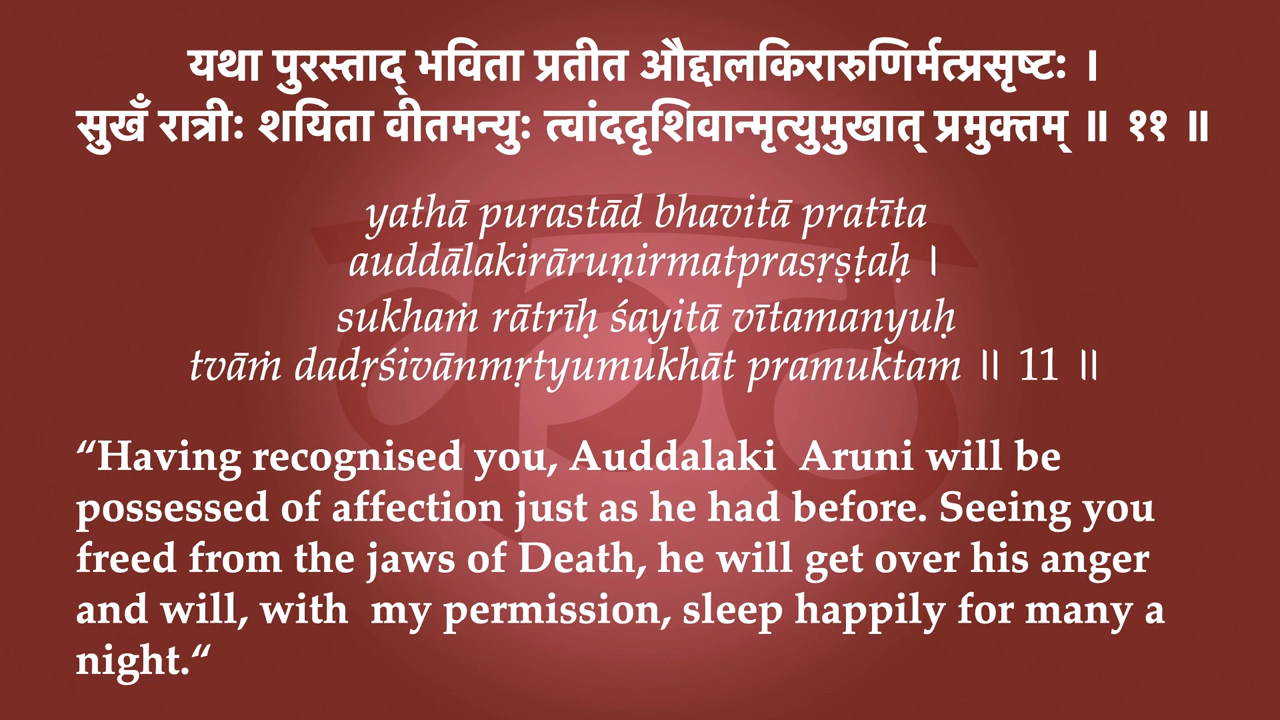 यथा पुरस्ताद् भविता प्रतीत औद्दालकिरारुणिर्मत्प्रसृष्टः ।
सुखँ रात्रीः शयिता वीतमन्युः त्वांददृशिवान्मृत्युमुखात् प्रमुक्तम् ॥ ११ ॥
yathā purastād bhavitā pratīta
auddālakirāruṇirmatprasṛṣṭaḥ ।
sukhaṁ rātrīḥ śayitā vītamanyuḥ
tvāṁ dadṛśivānmṛtyumukhāt pramuktam ॥ 11 ॥
“Having recognised you, Auddalaki  Aruni will be
possessed of affection just as he had before. Seeing you
freed from the jaws of Death, he will get over his anger
and will, with  my permission, sleep happily for many a
night.“